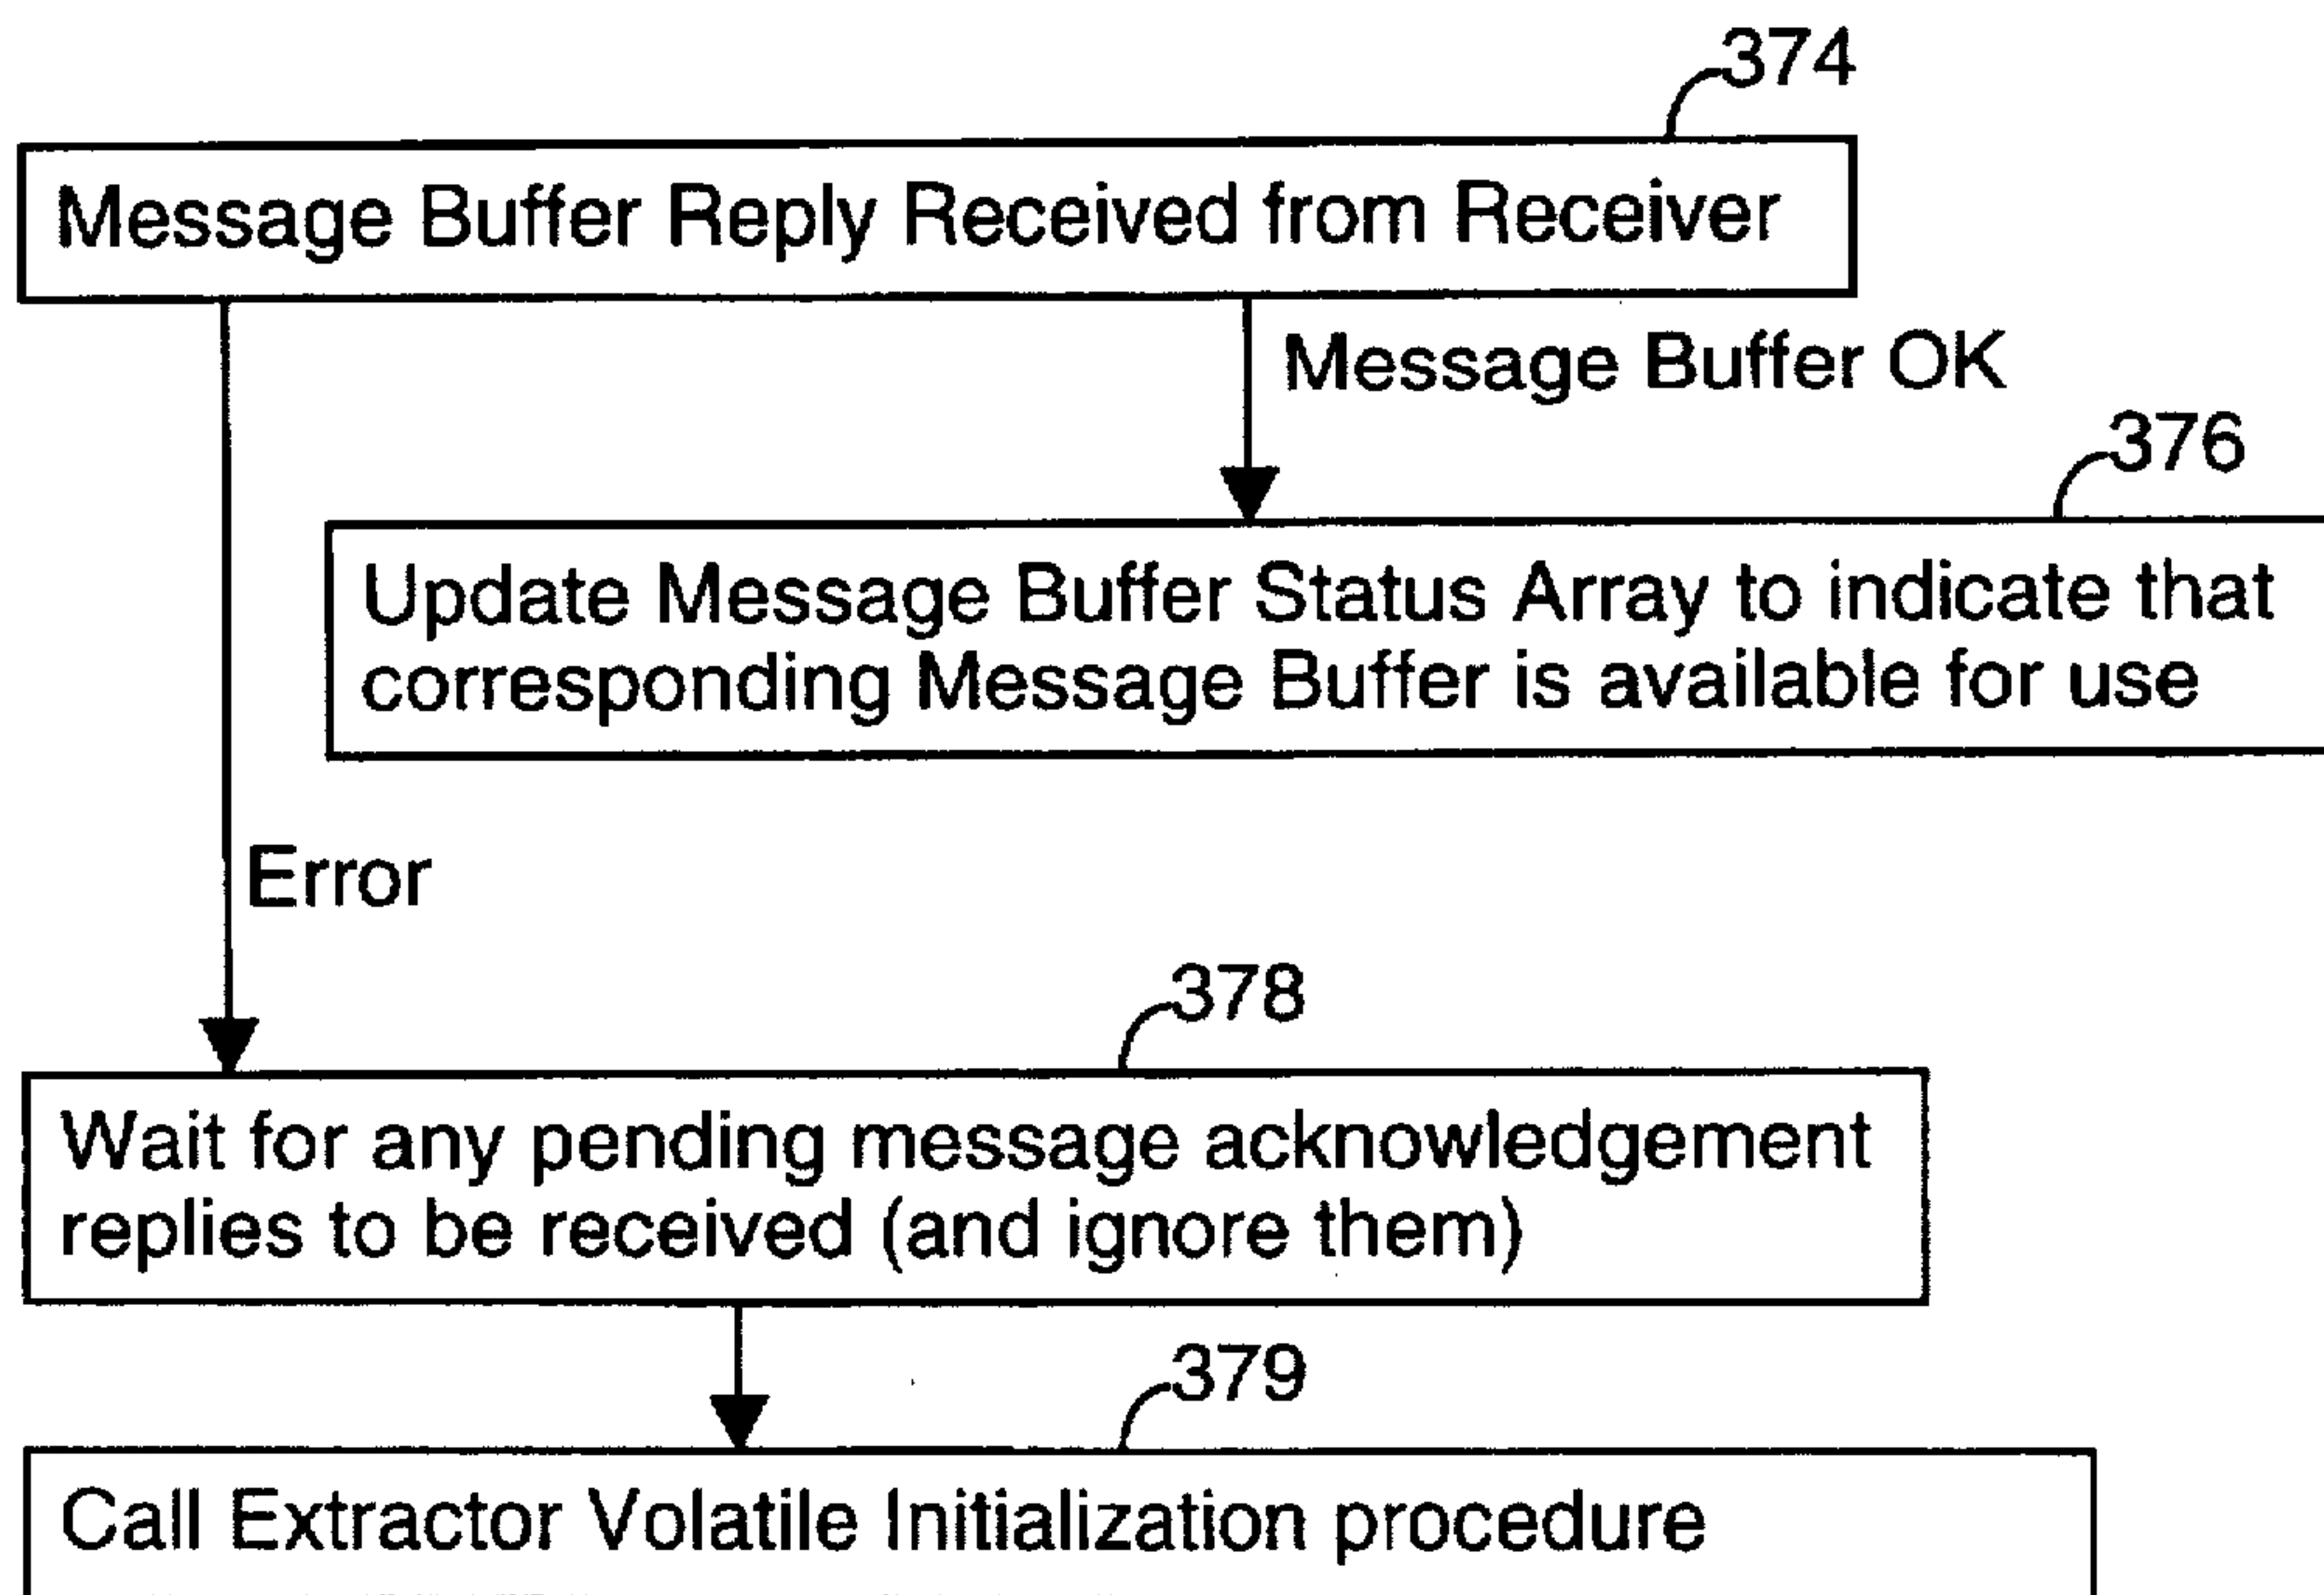 374
Message Buffer Reply Received from Receiver
Message Buffer OK
376
Update Message Buffer Status Array to indicate that
corresponding Message Buffer is available for use
Error
378
Wait for any pending message acknowledgement
replies to be received (and ignore them)
379
Call Extractor Volatile Initialization procedure